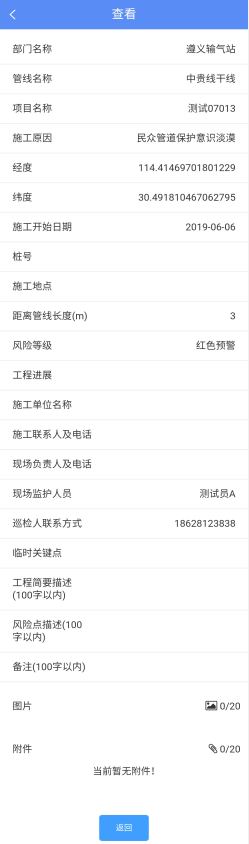 查看
部门名称 遵义输气站
管线名称 中贵线干线
项目名称 测试07013
施工原因 民众管道保护意识淡漠
经度 114.41469701801229
纬度 30.491810467062795
施工开始日期 2019-06-06
桩号
施工地点
距离管线长度(m) 3
风险等级 红色预警
工程进展
施工单位名称
施工联系人及电话
现场负责人及电话
现场监护人员 测试员A
巡检人联系方式 18628123838
临时关键点
工程简要描述
(100字以内)
风险点描述(100
字以内)
备注(100字以内)
图片 0/20
附件 0/20
当前暂无附件!
返回